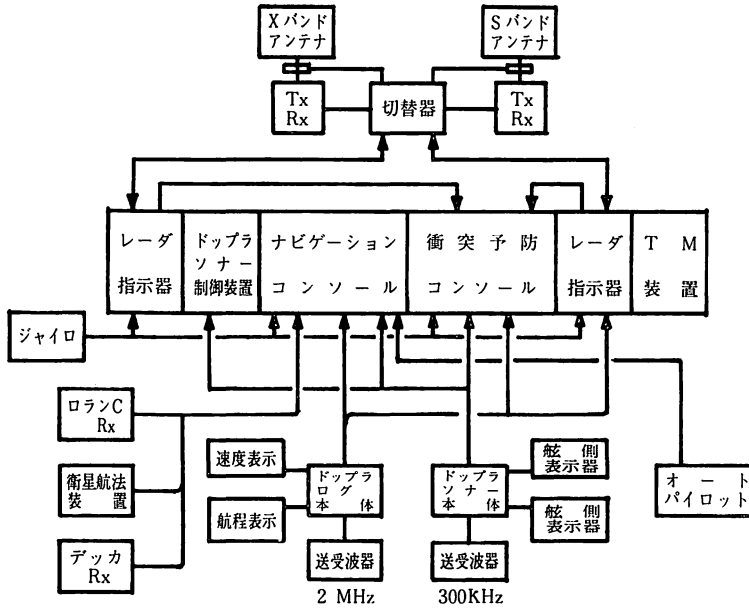 Xバンド
アンテナ
Sバンド
アンテナ
Tx
Rx
切替器
Tx
Rx
レーダ
指示器
ドップラ
ソナー
制御装置
ナビゲーション
コンソール
衝突予防
コンソール
レーダ
指示器
TM
装置
ジャイロ
ロランC
Rx
衛星航法
装置
デッカ
Rx
速度表示
航程表示
ドップラ
ログ
本体
送受波器
2 MHz
ドップラ
ソナー
本体
送受波器
300KHz
舷側
表示器
舷側
表示器
オート
パイロット